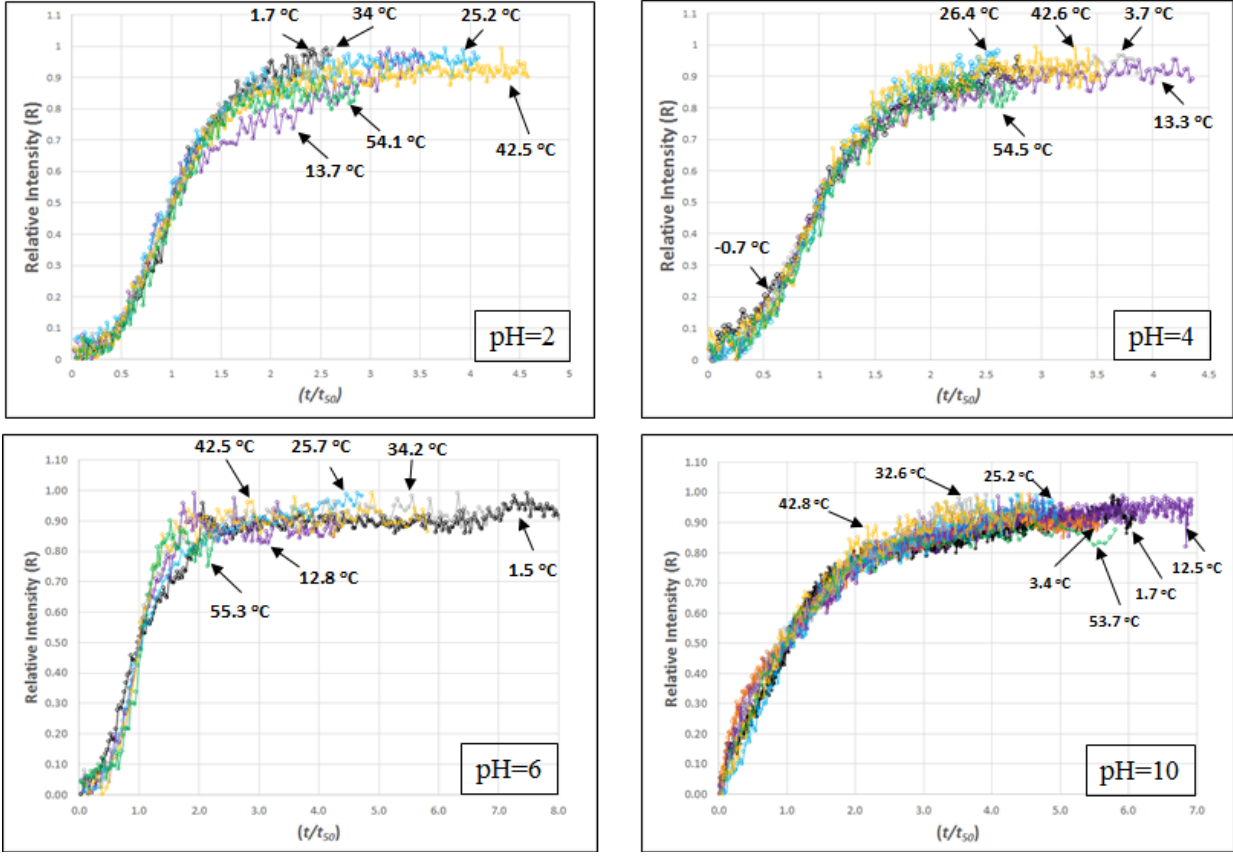 1.7 °C 34 °C 25.2 °C
Relative Intensity (R)
1
0.9
0.8
0.7
0.6
0.5
0.4
0.3
0.2
0.1
0
54.1 °C
42.5 °C
13.7 °C
pH=2
0 0.5 1 1.5 2 2.5 3 3.5 4 4.5 5
(t/t50)
26.4 °C 42.6 °C 3.7 °C
Relative Intensity (R)
1
0.9
0.8
0.7
0.6
0.5
0.4
0.3
0.2
0.1
0
13.3 °C
54.5 °C
-0.7 °C
pH=4
0 0.5 1 1.5 2 2.5 3 3.5 4 4.5
(t/t50)
42.5 °C 25.7 °C 34.2 °C
Relative Intensity (R)
1.10
1.00
0.90
0.80
0.70
0.60
0.50
0.40
0.30
0.20
0.10
0.00
12.8 °C
1.5 °C
55.3 °C
pH=6
0.0 1.0 2.0 3.0 4.0 5.0 6.0 7.0 8.0
(t/t50)
32.6 °C 25.2 °C
42.8 °C
Relative Intensity (R)
1.10
1.00
0.90
0.80
0.70
0.60
0.50
0.40
0.30
0.20
0.10
0.00
3.4 °C
12.5 °C
1.7 °C
53.7 °C
pH=10
0.0 1.0 2.0 3.0 4.0 5.0 6.0 7.0
(t/t50)